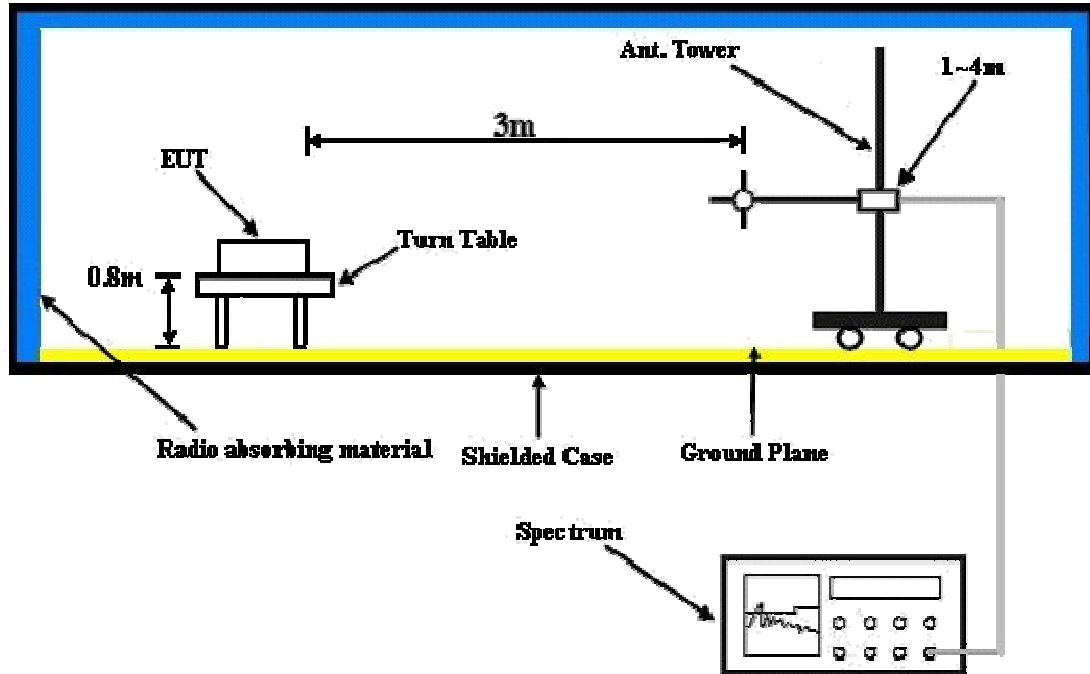 Ant. Tower
1~4m
3m
EUT
Turn Table
0.8m
Radio absorbing material
Shielded Case
Ground Plane
Spectrum